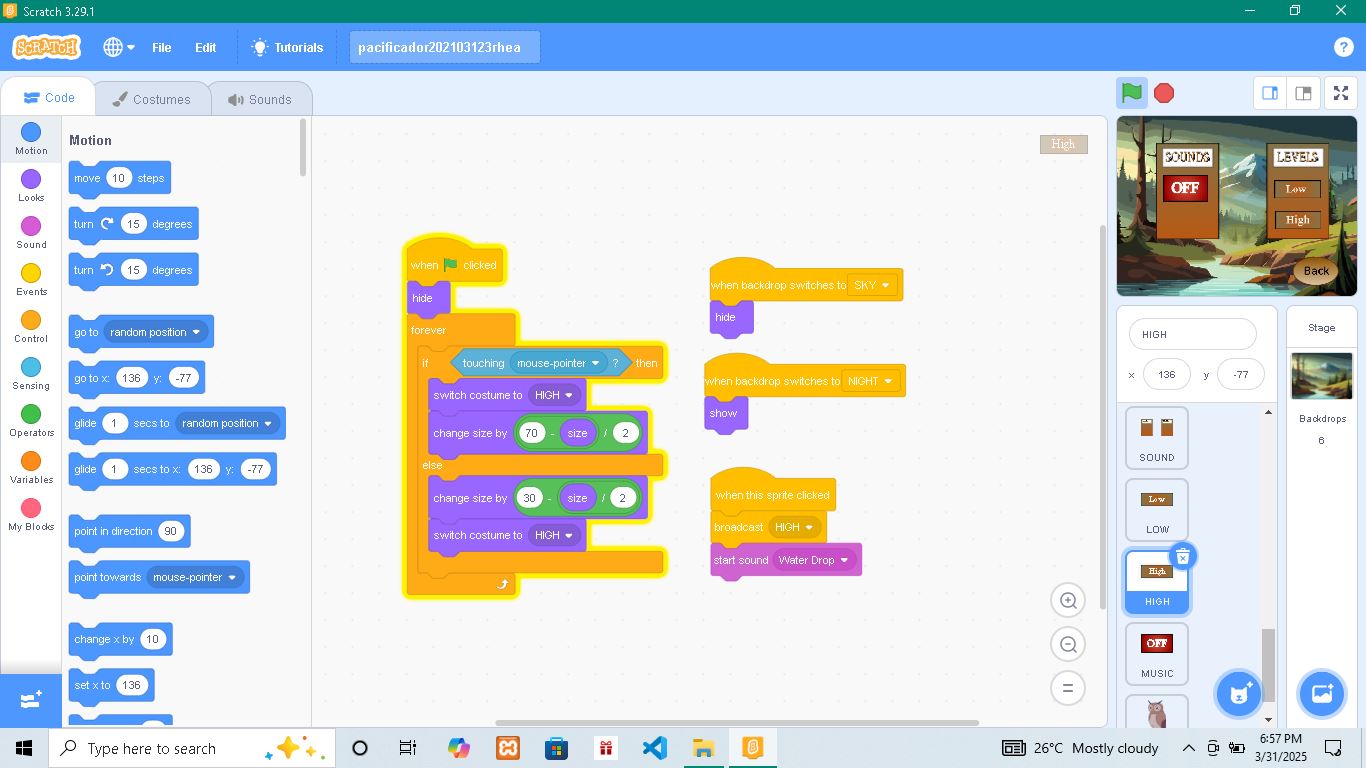 Scratch 3.29.1
SCRATCH
File
Edit
Tutorials
pacificador202103123rhea
?
Code
Costumes
Sounds
Motion
Looks
Sound
Events
Control
Sensing
Operators
Variables
My Blocks
Motion
move 10 steps
turn 15 degrees
turn 15 degrees
go to random position
go to x: 136 y: -77
glide 1 secs to random position
glide 1 secs to x: 136 y: -77
point in direction 90
point towards mouse-pointer
change x by 10
set x to 136
High
when clicked
hide
forever
if touching mouse-pointer ? then
switch costume to HIGH
change size by 70 - size / 2
else
change size by 30 - size / 2
switch costume to HIGH
when backdrop switches to SKY
hide
when backdrop switches to NIGHT
show
when this sprite clicked
broadcast HIGH
start sound Water Drop
SOUNDS
OFF
LEVELS
Low
High
Back
HIGH
x 136 y -77
Stage
Backdrops
6
SOUND
Low
LOW
High
HIGH
OFF
MUSIC
Type here to search
26°C Mostly cloudy
6:57 PM
3/31/2025